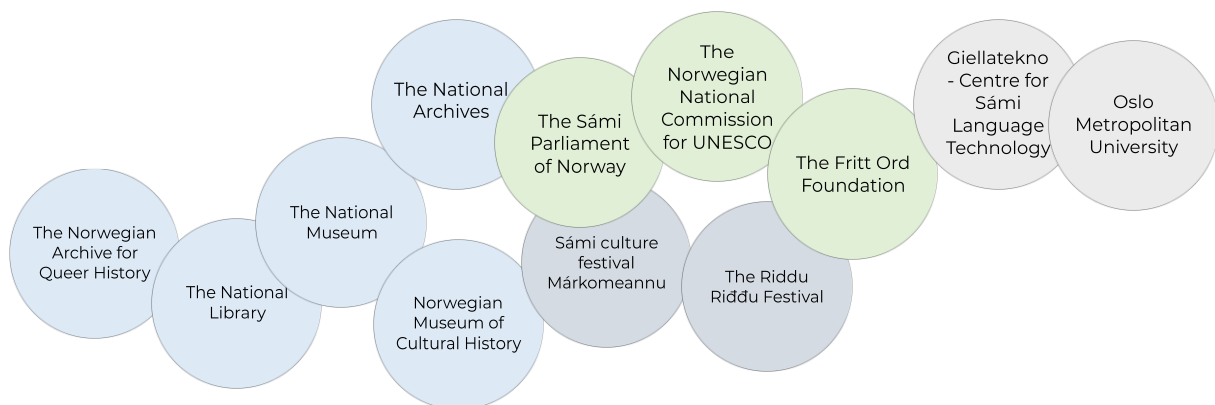 The Norwegian
Archive for
Queer History
The National
Library
The National
Museum
The National
Archives
Norwegian
Museum of
Cultural History
The Sámi
Parliament
of Norway
Sámi culture
festival
Márkomeannu
The
Norwegian
National
Commission
for UNESCO
The Riddu
Riđđu Festival
The Fritt Ord
Foundation
Giellatekno
- Centre for
Sámi
Language
Technology
Oslo
Metropolitan
University